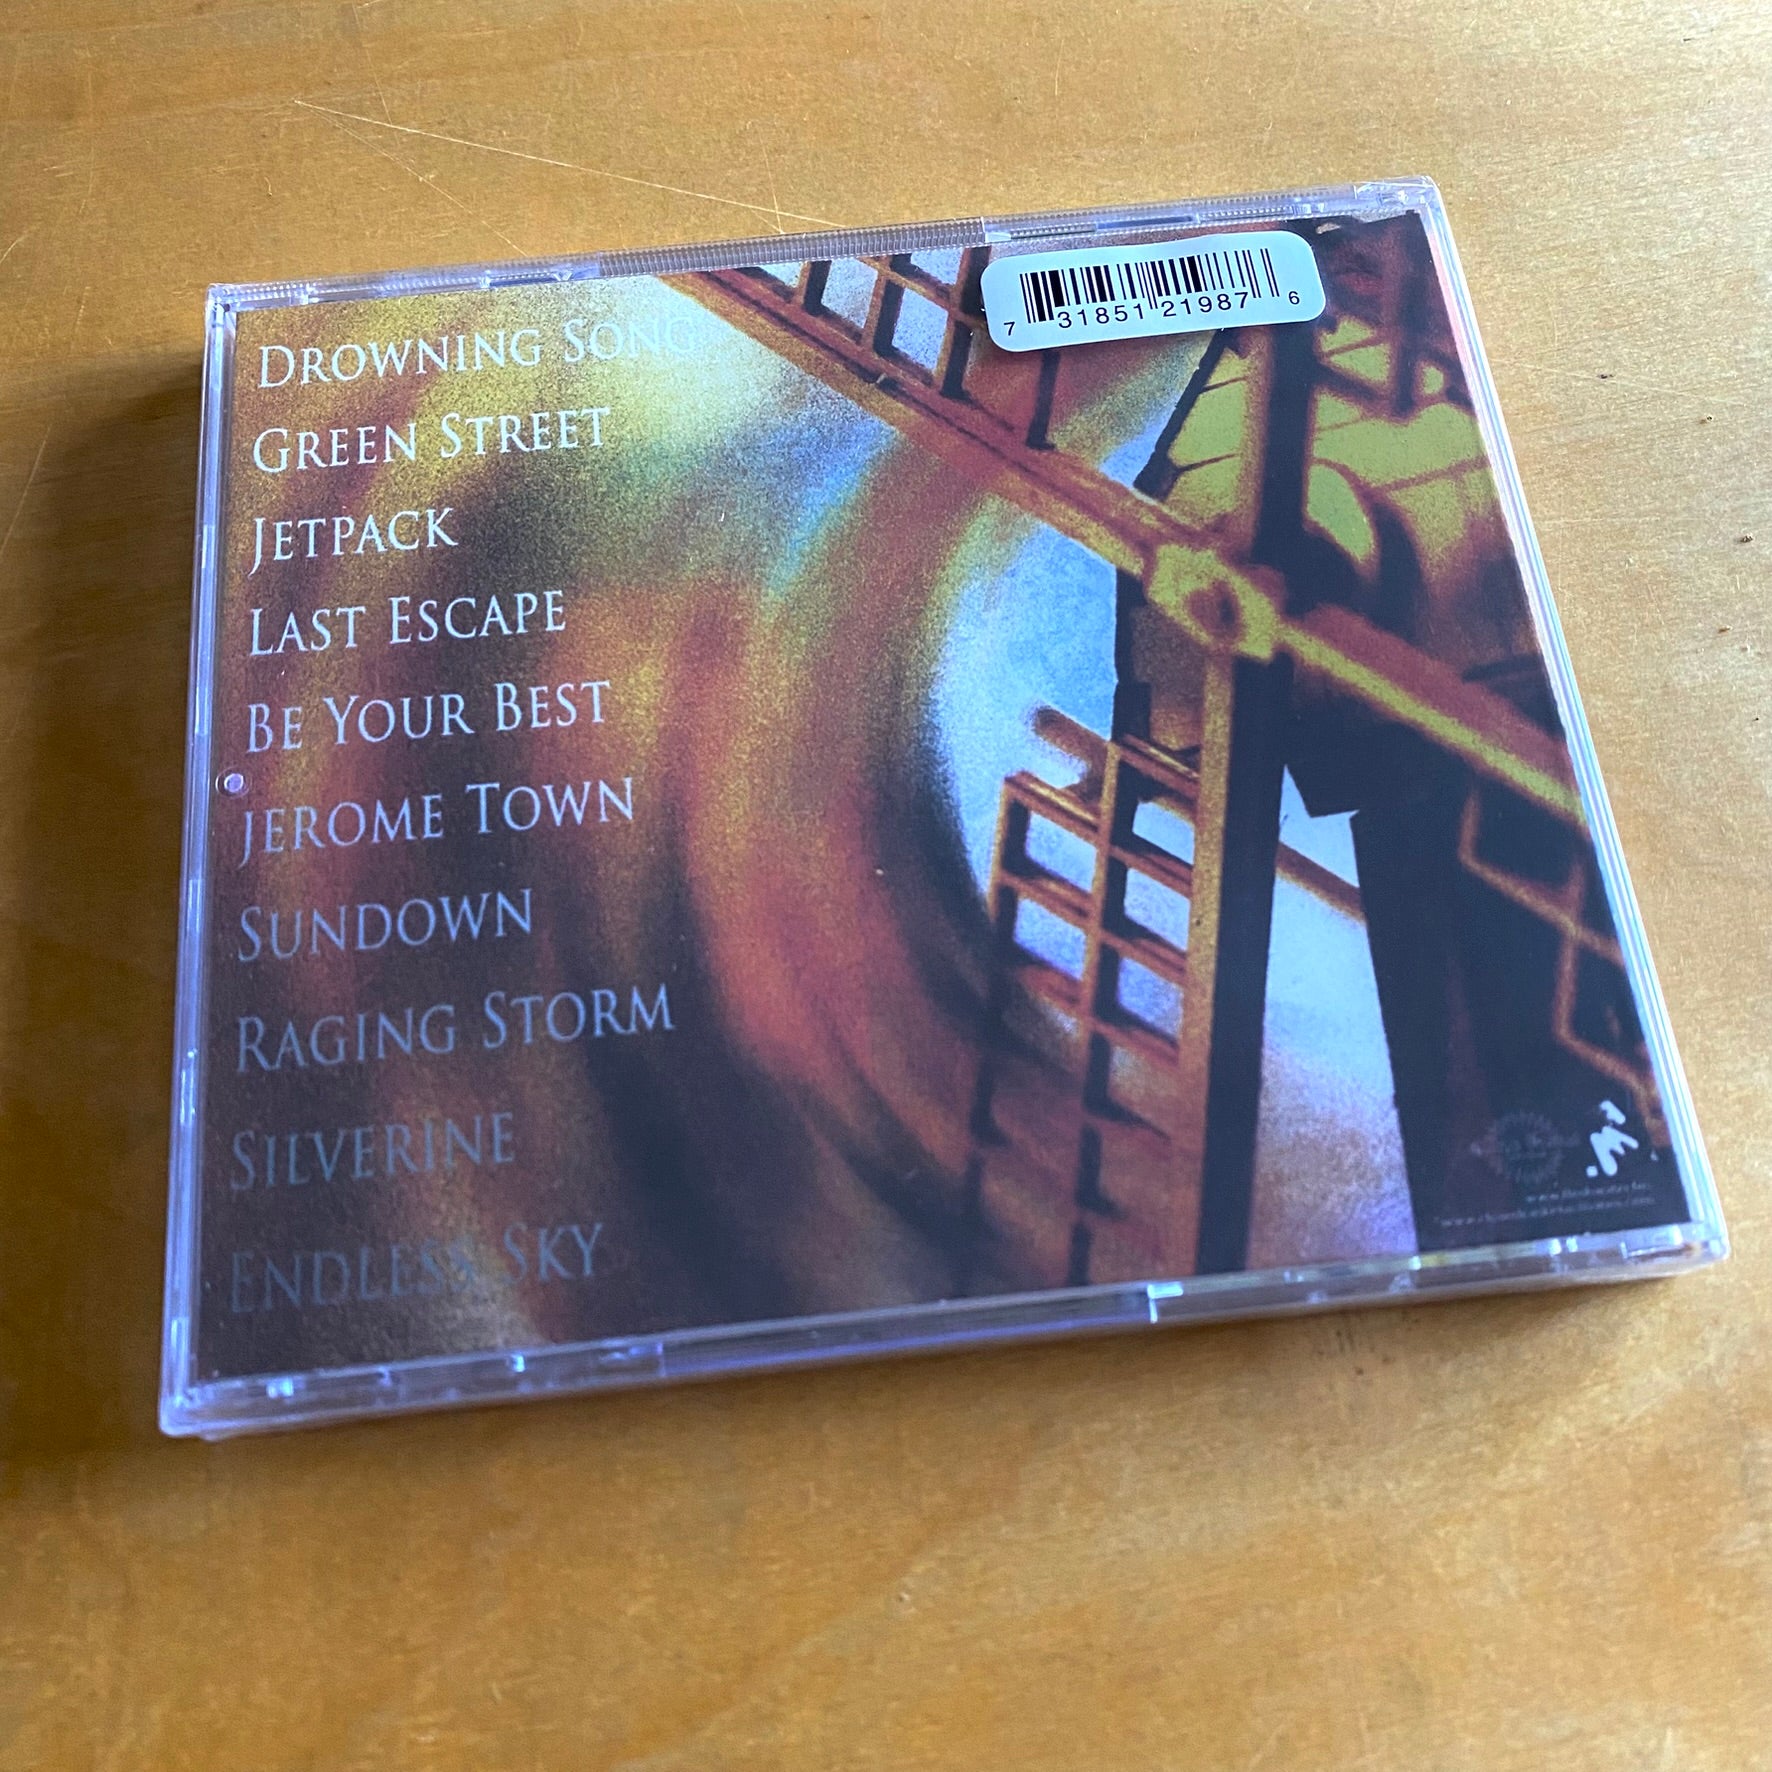 DROWNING SONG
GREEN STREET
JETPACK
LAST ESCAPE
BE YOUR BEST
JEROME TOWN
SUNDOWN
RAGING STORM
SILVERINE
ENDLESS SKY
7 31851 21987 6